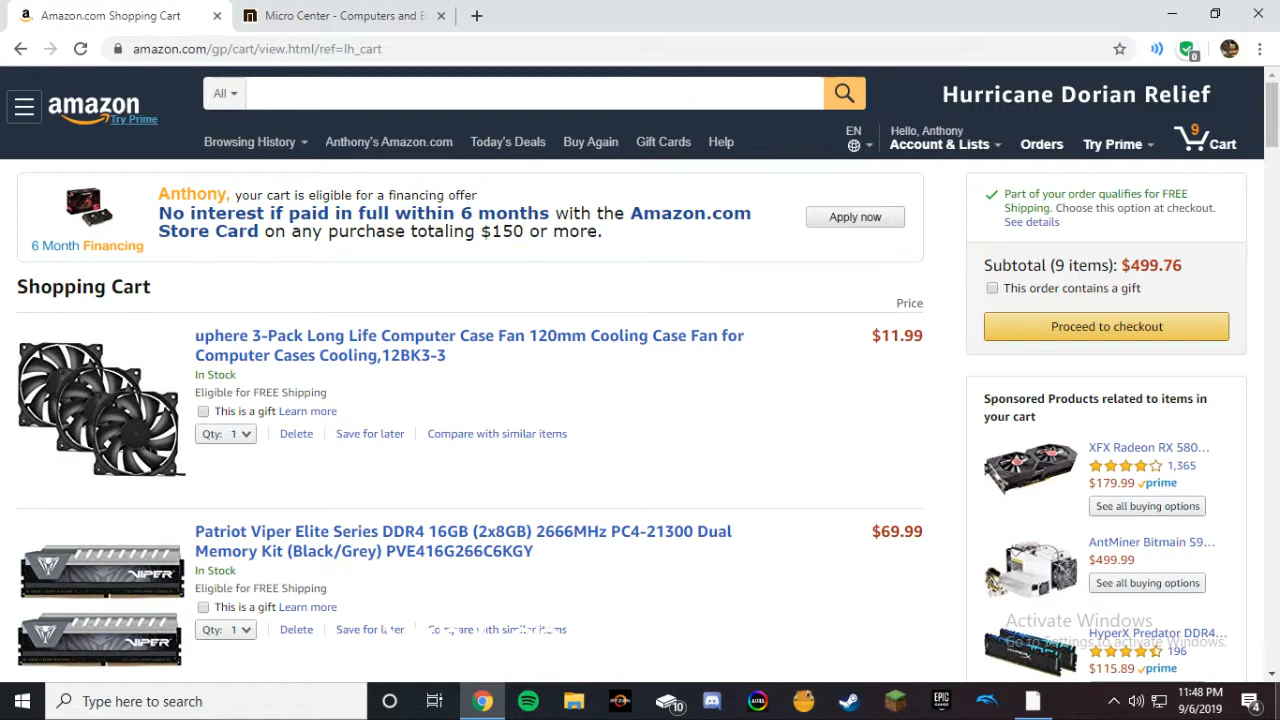 Amazon.com Shopping Cart
Micro Center - Computers and El
amazon.com/gp/cart/view.html/ref=lh_cart
0
amazon
Try Prime
All
Hurricane Dorian Relief
Browsing History
Anthony's Amazon.com
Today's Deals
Buy Again
Gift Cards
Help
EN
Hello, Anthony
Account & Lists
Orders
Try Prime
9
Cart
6 Month Financing
Anthony, your cart is eligible for a financing offer
No interest if paid in full within 6 months with the Amazon.com
Store Card on any purchase totaling $150 or more.
Apply now
Part of your order qualifies for FREE
Shipping. Choose this option at checkout.
See details
Subtotal (9 items): $499.76
This order contains a gift
Proceed to checkout
Shopping Cart
Price
uphere 3-Pack Long Life Computer Case Fan 120mm Cooling Case Fan for
Computer Cases Cooling,12BK3-3
$11.99
In Stock
Eligible for FREE Shipping
This is a gift Learn more
Qty: 1
Delete
Save for later
Compare with similar items
Patriot Viper Elite Series DDR4 16GB (2x8GB) 2666MHz PC4-21300 Dual
Memory Kit (Black/Grey) PVE416G266C6KGY
$69.99
In Stock
Eligible for FREE Shipping
This is a gift Learn more
Qty: 1
Delete
Save for later
Compare with similar items
VIPER
VIPER
Sponsored Products related to items in
your cart
XFX Radeon RX 580...
1,365
$179.99 prime
See all buying options
AntMiner Bitmain S9...
$499.99
See all buying options
HyperX Predator DDR4...
196
$115.89 prime
Activate Windows
Go to Settings to activate Windows.
Type here to search
RYZEN
10
AURA
EPIC
GAMES
11:48 PM
9/6/2019
4